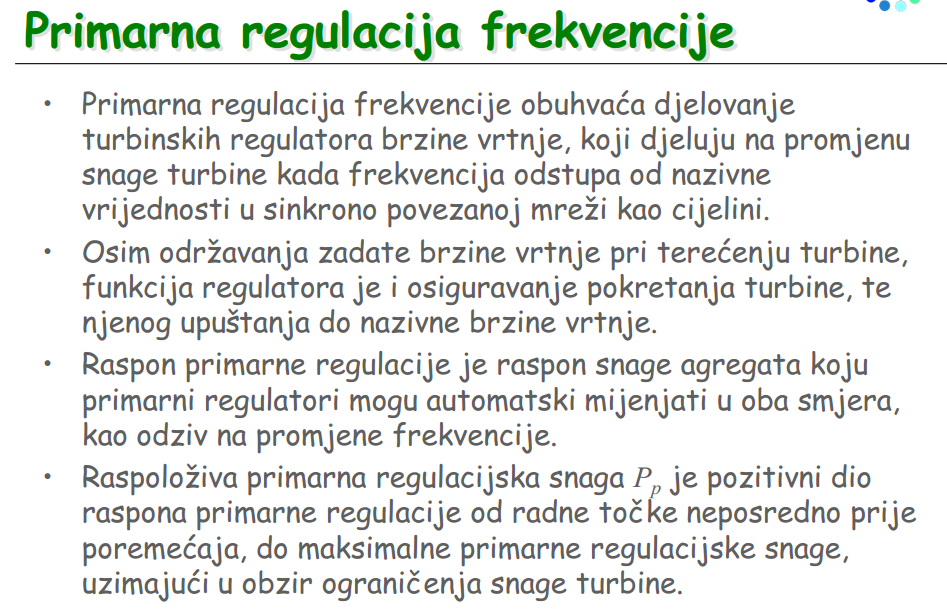 Primarna regulacija frekvencije
• Primarna regulacija frekvencije obuhvaća djelovanje
turbinskih regulatora brzine vrtnje, koji djeluju na promjenu
snage turbine kada frekvencija odstupa od nazivne
vrijednosti u sinkrono povezanoj mreži kao cijelini.
• Osim održavanja zadate brzine vrtnje pri terećenju turbine,
funkcija regulatora je i osiguravanje pokretanja turbine, te
njenog upuštanja do nazivne brzine vrtnje.
• Raspon primarne regulacije je raspon snage agregata koju
primarni regulatori mogu automatski mijenjati u oba smjera,
kao odziv na promjene frekvencije.
• Raspoloživa primarna regulacijska snaga Pp je pozitivni dio
raspona primarne regulacije od radne točke neposredno prije
poremećaja, do maksimalne primarne regulacijske snage,
uzimajući u obzir ograničenja snage turbine.